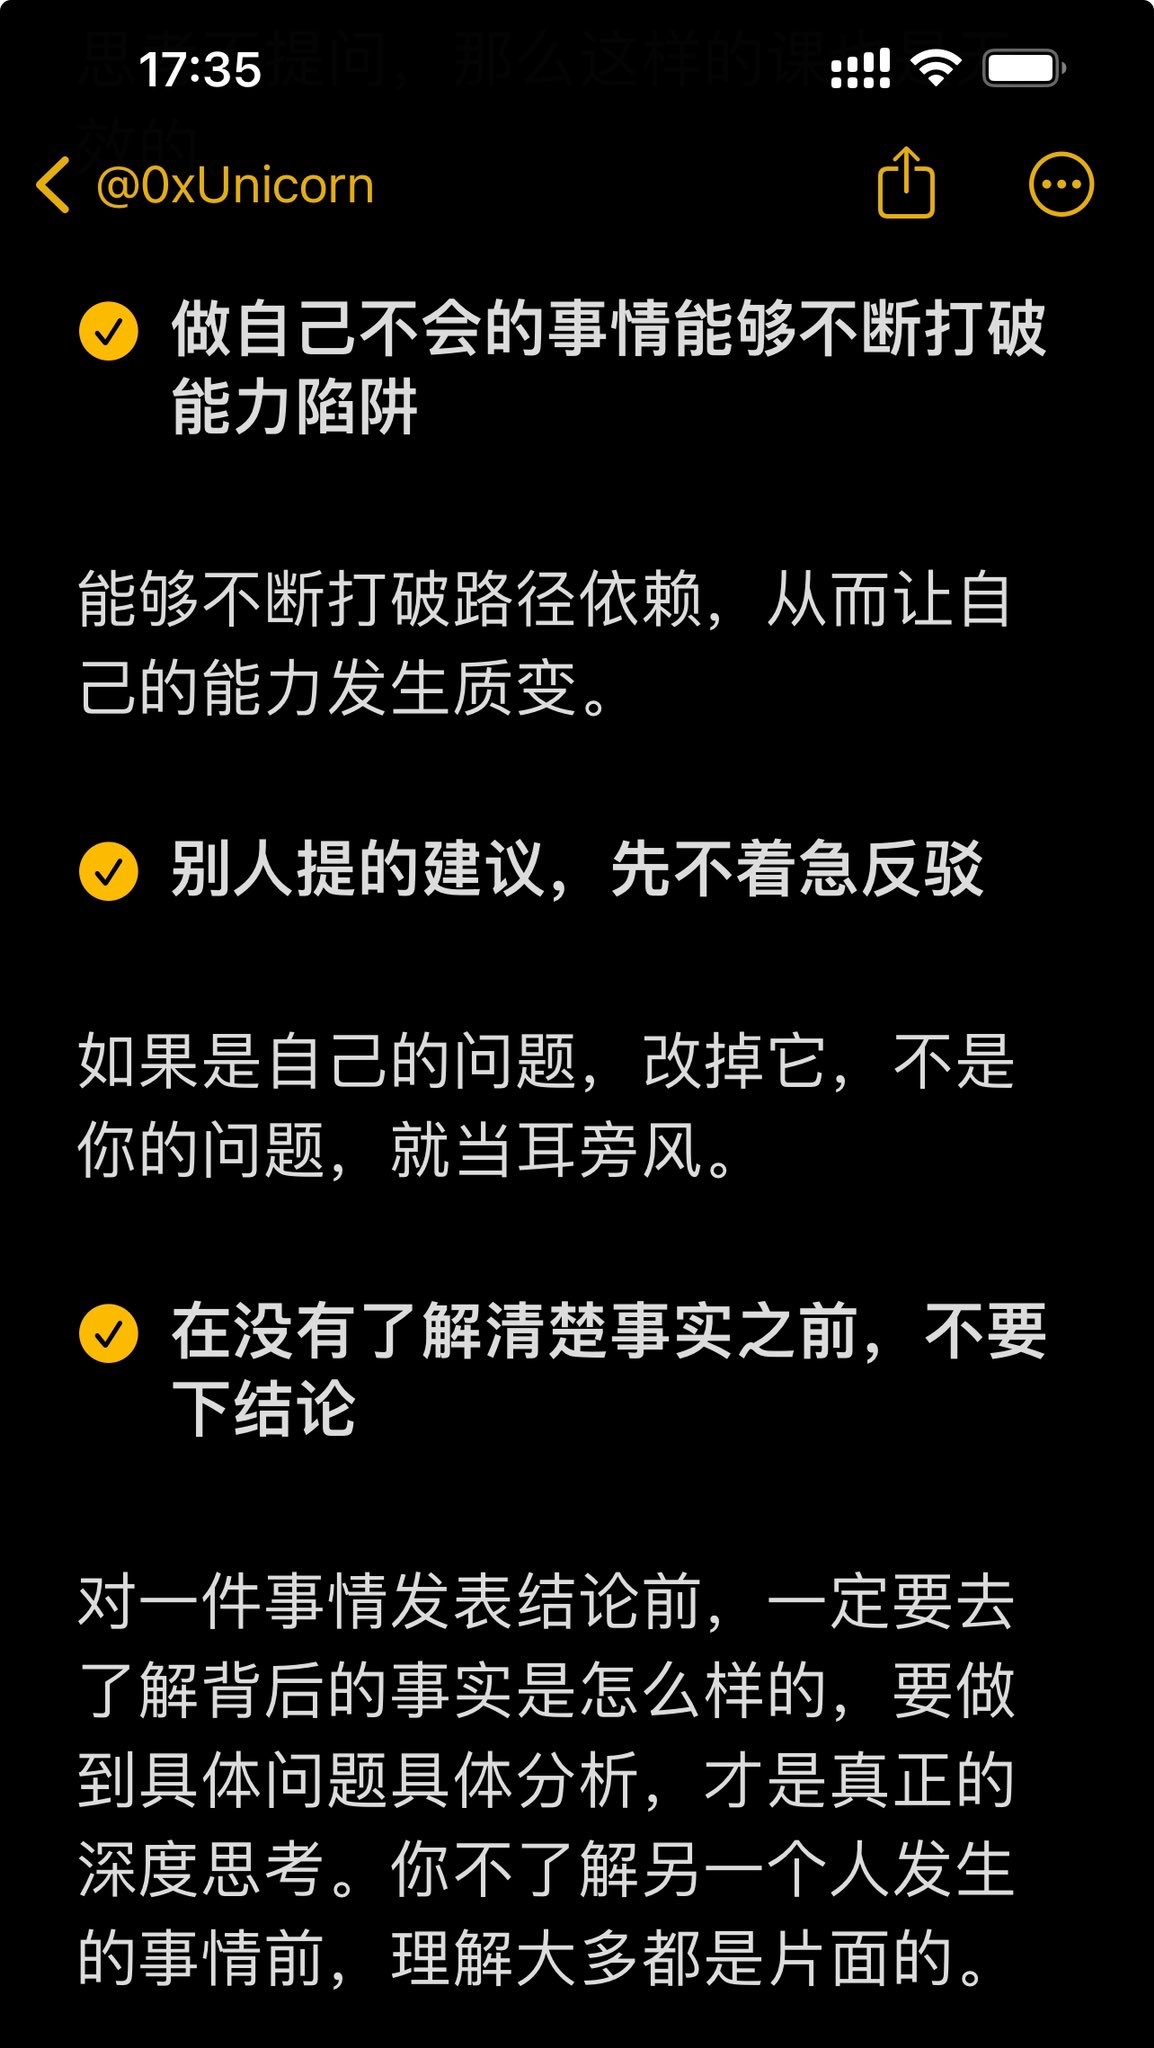 思考而提问，那么这样的课也是无
效的
17:35
@0xUnicorn
做自己不会的事情能够不断打破
能力陷阱
能够不断打破路径依赖，从而让自
己的能力发生质变。
别人提的建议，先不着急反驳
如果是自己的问题，改掉它，不是
你的问题，就当耳旁风。
在没有了解清楚事实之前，不要
下结论
对一件事情发表结论前，一定要去
了解背后的事实是怎么样的，要做
到具体问题具体分析，才是真正的
深度思考。你不了解另一个人发生
的事情前，理解大多都是片面的。